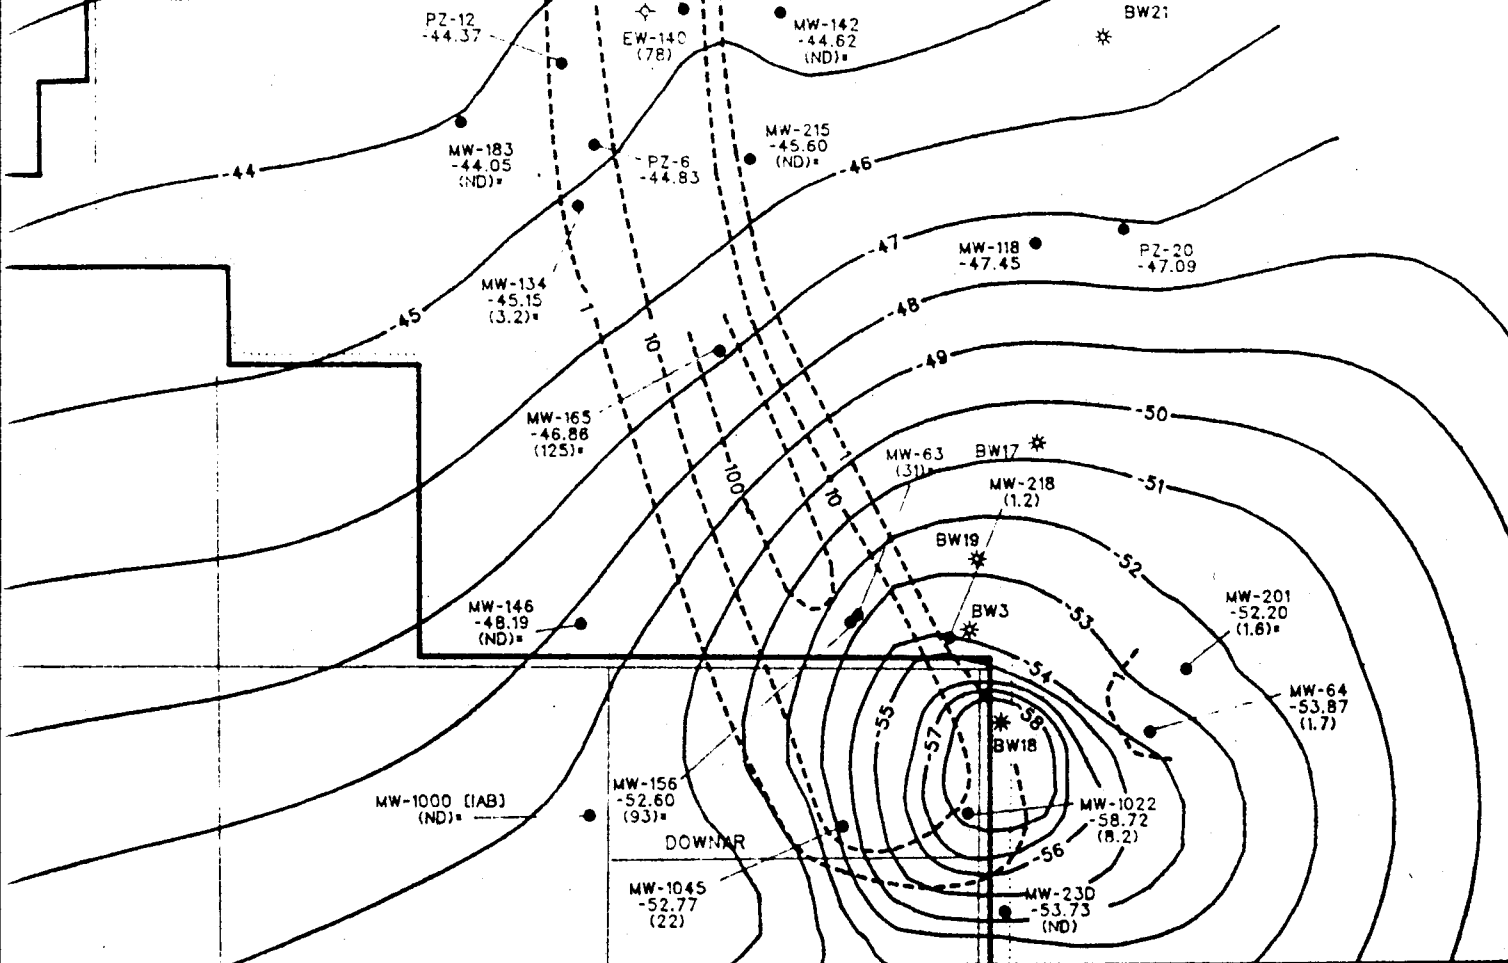 PZ-12
-44.37
EW-140
(78)
MW-142
-44.62
(ND)*
BW21
MW-183
-44.05
(ND)*
PZ-6
-44.83
MW-215
-45.60
(ND)*
-44
-46
-47
MW-118
-47.45
PZ-20
-47.09
MW-134
-45.15
(3.2)*
1
-45
10
-48
-49
MW-165
-46.86
(125)*
-50
MW-63
(31)*
BW17
1
100
10
MW-218
(1.2)
-51
BW19
-52
MW-146
-48.19
(ND)*
BW3
-53
MW-201
-52.20
(1.6)*
-54
1
MW-64
-53.87
(1.7)
-55
-57
-58
BW18
MW-156
-52.60
(93)*
MW-1000 [IAB]
(ND)*
MW-1022
-58.72
(8.2)
DOWNAR
-56
MW-1045
-52.77
(22)
MW-23D
-53.73
(ND)